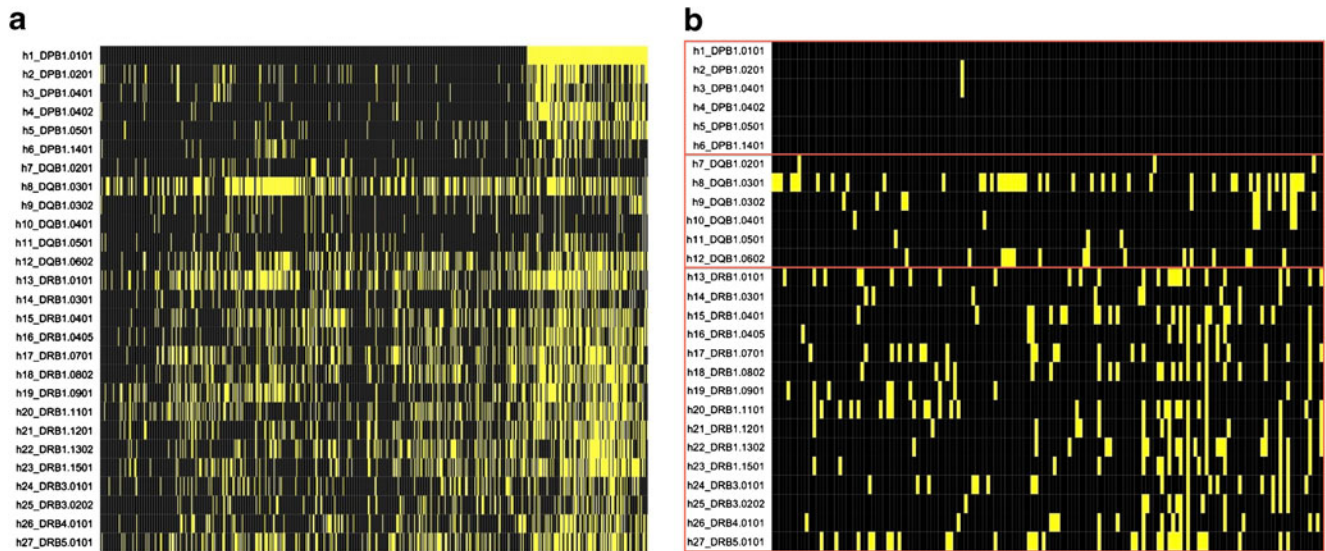 a
h1_DPB1.0101
h2_DPB1.0201
h3_DPB1.0401
h4_DPB1.0402
h5_DPB1.0501
h6_DPB1.1401
h7_DQB1.0201
h8_DQB1.0301
h9_DQB1.0302
h10_DQB1.0401
h11_DQB1.0501
h12_DQB1.0602
h13_DRB1.0101
h14_DRB1.0301
h15_DRB1.0401
h16_DRB1.0405
h17_DRB1.0701
h18_DRB1.0802
h19_DRB1.0901
h20_DRB1.1101
h21_DRB1.1201
h22_DRB1.1302
h23_DRB1.1501
h24_DRB3.0101
h25_DRB3.0202
h26_DRB4.0101
h27_DRB5.0101
b
h1_DPB1.0101
h2_DPB1.0201
h3_DPB1.0401
h4_DPB1.0402
h5_DPB1.0501
h6_DPB1.1401
h7_DQB1.0201
h8_DQB1.0301
h9_DQB1.0302
h10_DQB1.0401
h11_DQB1.0501
h12_DQB1.0602
h13_DRB1.0101
h14_DRB1.0301
h15_DRB1.0401
h16_DRB1.0405
h17_DRB1.0701
h18_DRB1.0802
h19_DRB1.0901
h20_DRB1.1101
h21_DRB1.1201
h22_DRB1.1302
h23_DRB1.1501
h24_DRB3.0101
h25_DRB3.0202
h26_DRB4.0101
h27_DRB5.0101